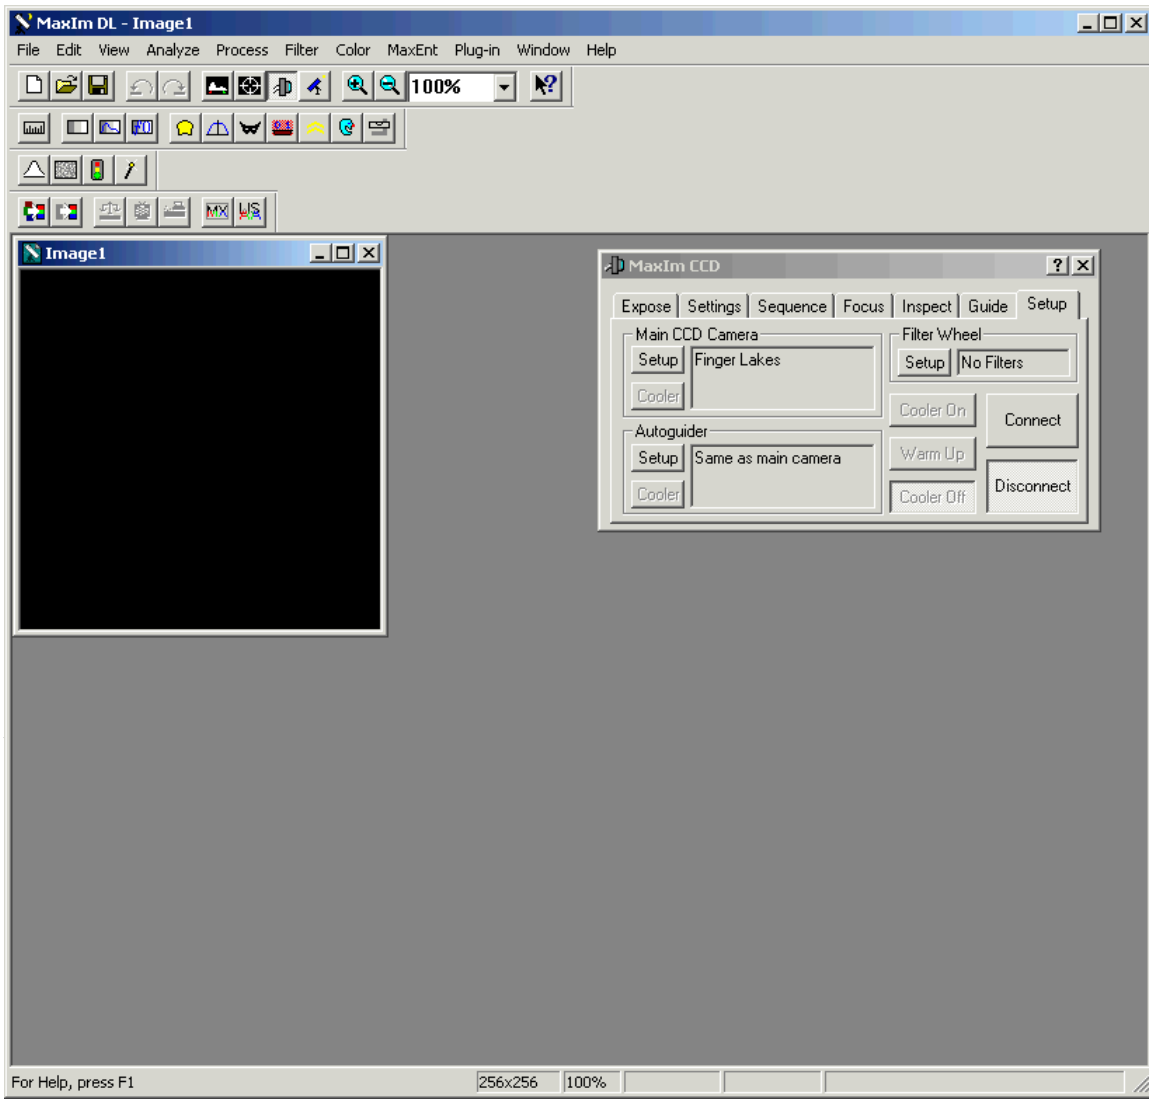 MaxIm DL - Image1
File Edit View Analyze Process Filter Color MaxEnt Plug-in Window Help
100%
Image1
MaxIm CCD
Expose Settings Sequence Focus Inspect Guide Setup
Main CCD Camera
Setup Finger Lakes
Cooler
Filter Wheel
Setup No Filters
Autoguider
Setup Same as main camera
Cooler
Cooler On
Connect
Warm Up
Cooler Off
Disconnect
For Help, press F1 256x256 100%